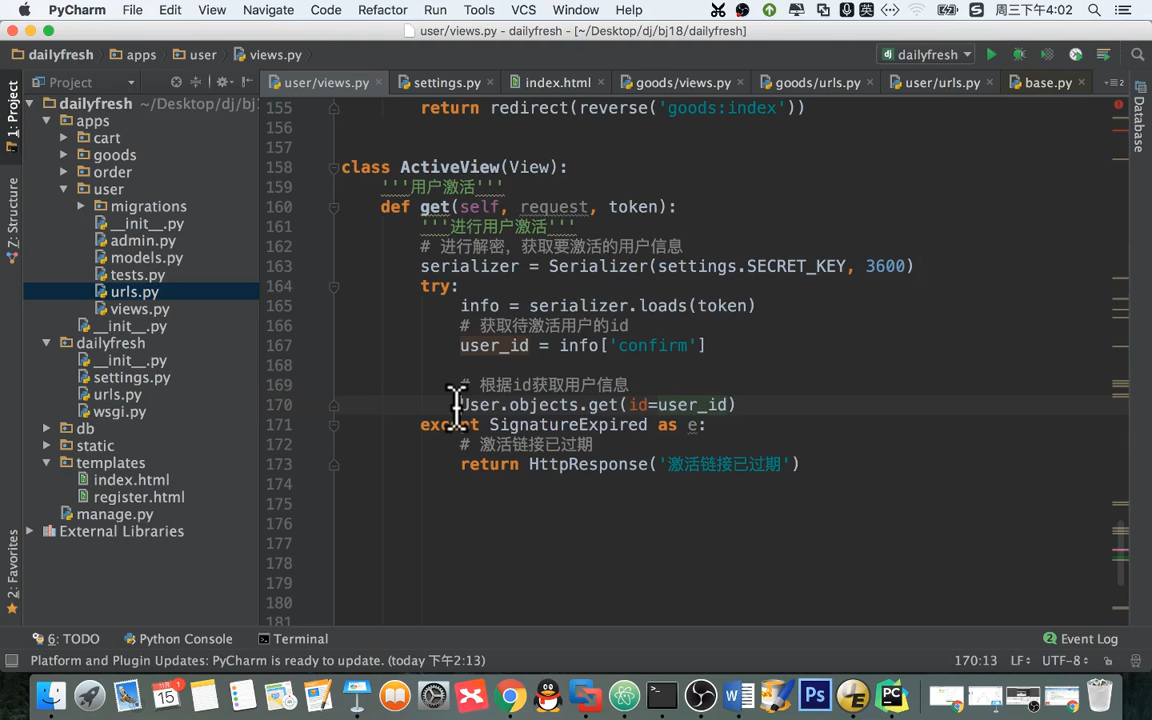 PyCharm File Edit View Navigate Code Refactor Run Tools VCS Window Help 周三下午4:02
user/views.py - dailyfresh - [~/Desktop/dj/bj18/dailyfresh]
dailyfresh apps user views.py dailyfresh
Project user/views.py settings.py index.html goods/views.py goods/urls.py user/urls.py base.py
1: Project
7: Structure
2: Favorites
Database
dailyfresh ~/Desktop/dj/bj
apps
cart
goods
order
user
migrations
__init__.py
admin.py
models.py
tests.py
urls.py
views.py
__init__.py
dailyfresh
__init__.py
settings.py
urls.py
wsgi.py
db
static
templates
index.html
register.html
manage.py
External Libraries
155 return redirect(reverse('goods:index'))
156
157
158 class ActiveView(View):
159 '''用户激活'''
160 def get(self, request, token):
161 '''进行用户激活'''
162 # 进行解密，获取要激活的用户信息
163 serializer = Serializer(settings.SECRET_KEY, 3600)
164 try:
165 info = serializer.loads(token)
166 # 获取待激活用户的id
167 user_id = info['confirm']
168
169 # 根据id获取用户信息
170 User.objects.get(id=user_id)
171 except SignatureExpired as e:
172 # 激活链接已过期
173 return HttpResponse('激活链接已过期')
174
175
176
177
178
179
180
181
6: TODO Python Console Terminal 2 Event Log
Platform and Plugin Updates: PyCharm is ready to update. (today 下午2:13) 170:13 LF UTF-8